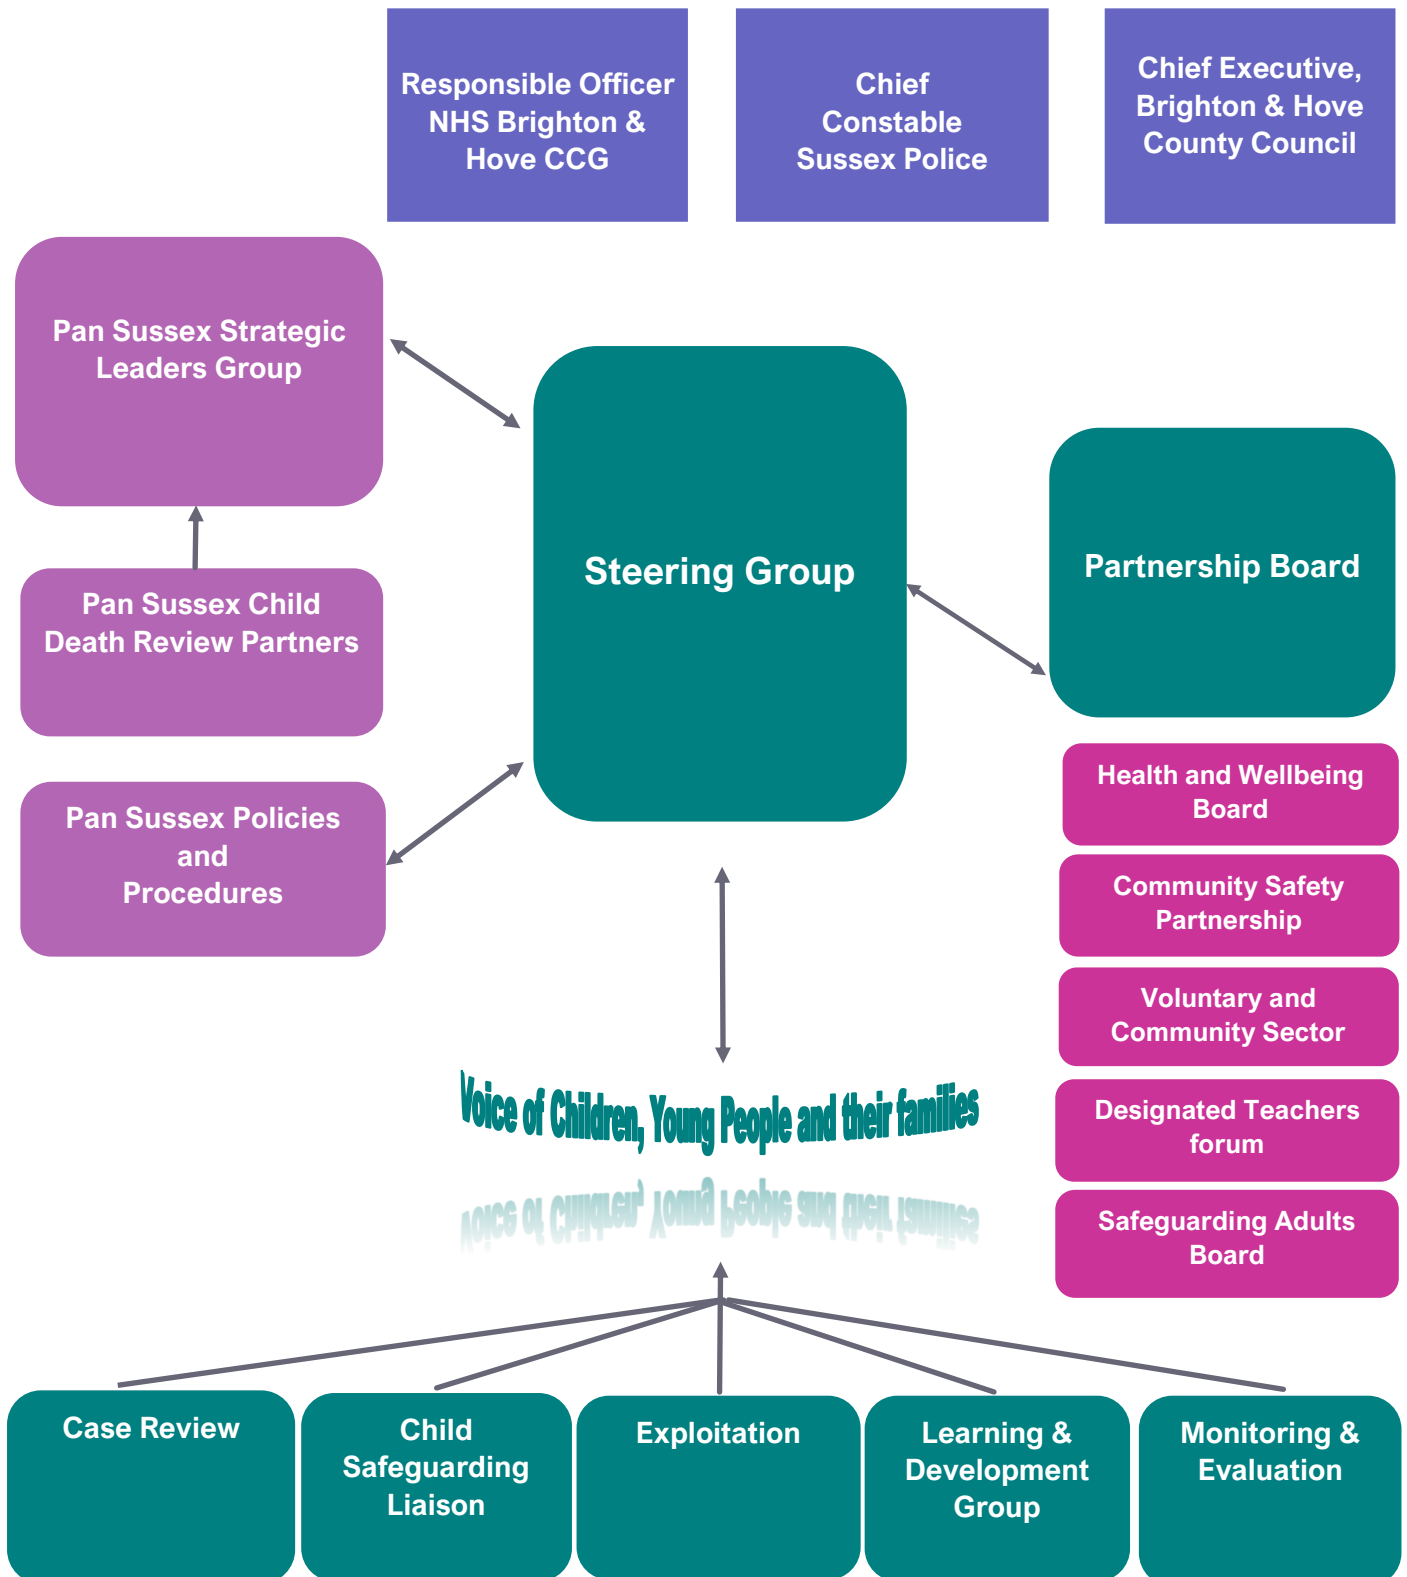 Responsible Officer
NHS Brighton &
Hove CCG
Chief
Constable
Sussex Police
Chief Executive,
Brighton & Hove
County Council
Pan Sussex Strategic
Leaders Group
Steering Group
Partnership Board
Pan Sussex Child
Death Review Partners
Pan Sussex Policies
and
Procedures
Health and Wellbeing
Board
Community Safety
Partnership
Voluntary and
Community Sector
Designated Teachers
forum
Safeguarding Adults
Board
Voice of Children, Young People and their families
Case Review
Child
Safeguarding
Liaison
Exploitation
Learning &
Development
Group
Monitoring &
Evaluation